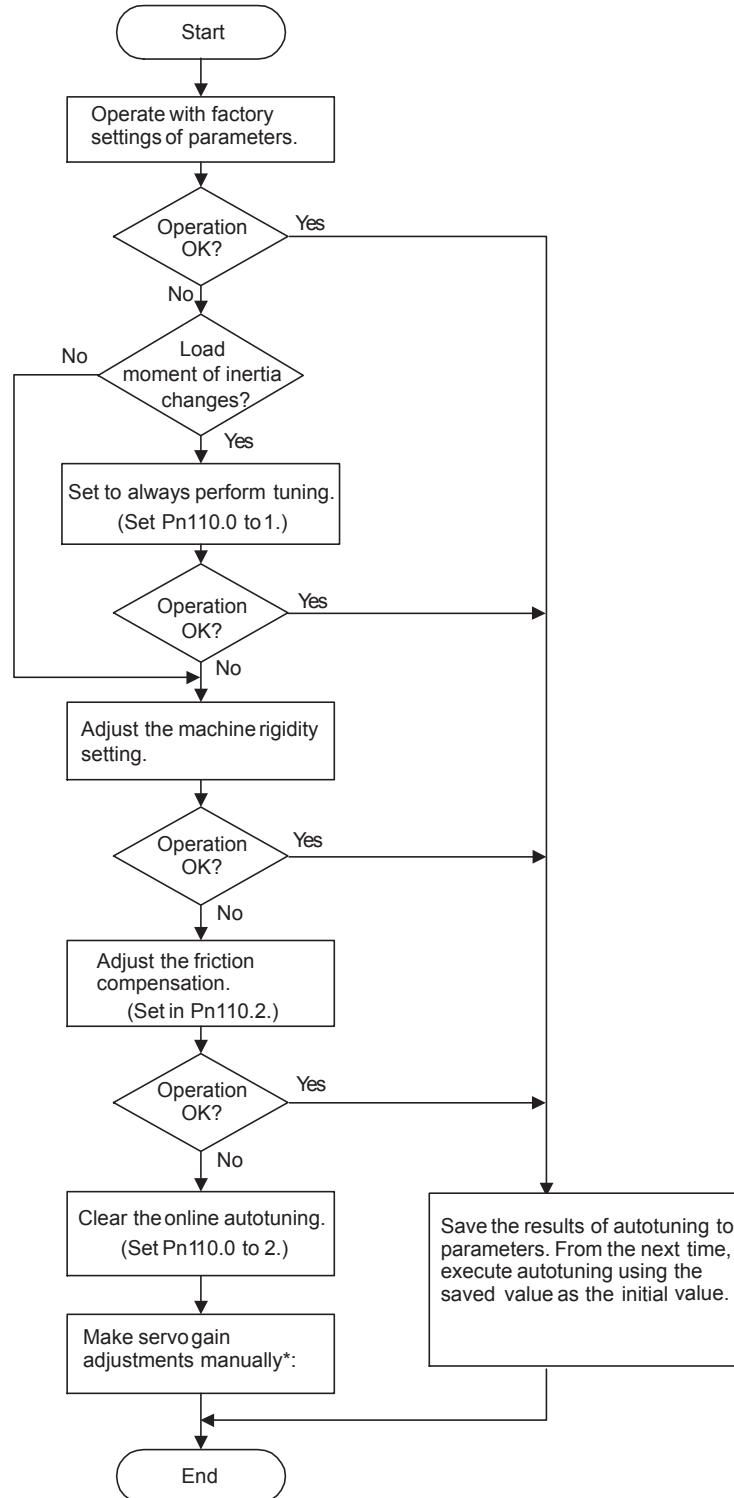 Start
Operate with factory
settings of parameters.
Operation
OK?
Yes
No
Load
moment of inertia
changes?
No
Yes
Set to always perform tuning.
(Set Pn110.0 to 1.)
Operation
OK?
Yes
No
Adjust the machine rigidity
setting.
Operation
OK?
Yes
No
Adjust the friction
compensation.
(Set in Pn110.2.)
Operation
OK?
Yes
No
Clear the online autotuning.
(Set Pn110.0 to 2.)
Save the results of autotuning to
parameters. From the next time,
execute autotuning using the
saved value as the initial value.
Make servo gain
adjustments manually*:
End